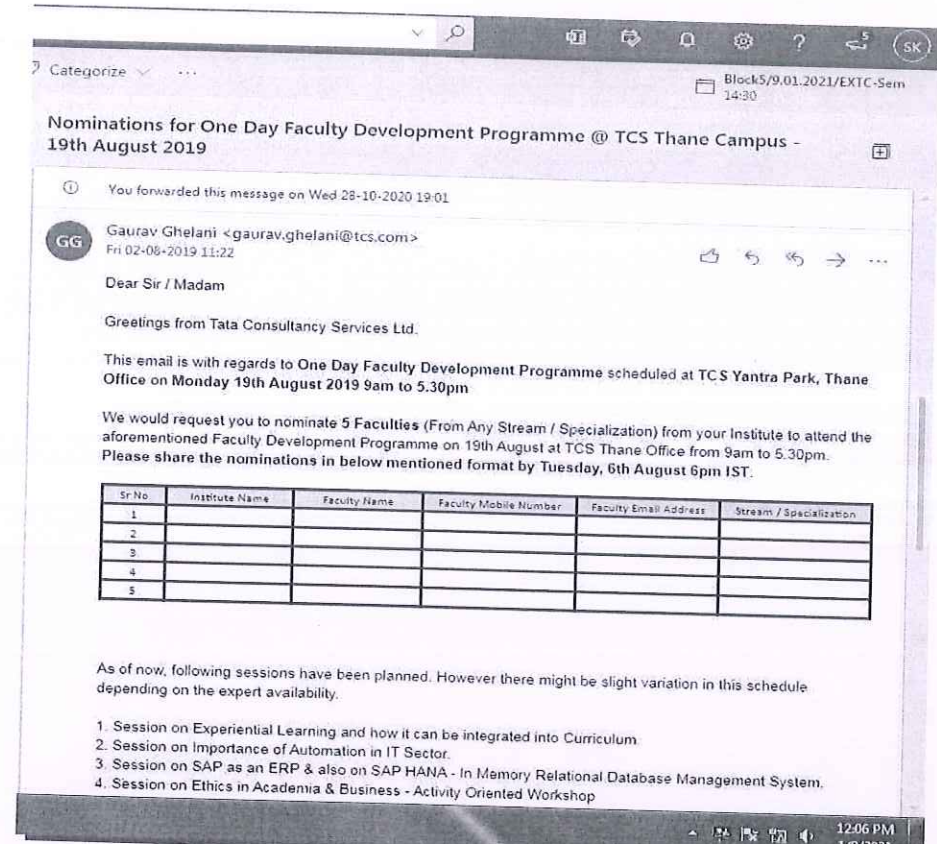 SK
Categorize
Block5/9.01.2021/EXTC-Sem
14:30
Nominations for One Day Faculty Development Programme @ TCS Thane Campus -
19th August 2019
You forwarded this message on Wed 28-10-2020 19:01
GG
Gaurav Ghelani <gaurav.ghelani@tcs.com>
Fri 02-08-2019 11:22
Dear Sir / Madam
Greetings from Tata Consultancy Services Ltd.
This email is with regards to One Day Faculty Development Programme scheduled at TCS Yantra Park, Thane
Office on Monday 19th August 2019 9am to 5.30pm
We would request you to nominate 5 Faculties (From Any Stream / Specialization) from your Institute to attend the
aforementioned Faculty Development Programme on 19th August at TCS Thane Office from 9am to 5.30pm.
Please share the nominations in below mentioned format by Tuesday, 6th August 6pm IST.
Sr No Institute Name Faculty Name Faculty Mobile Number Faculty Email Address Stream / Specialization
1
2
3
4
5
As of now, following sessions have been planned. However there might be slight variation in this schedule
depending on the expert availability.
1. Session on Experiential Learning and how it can be integrated into Curriculum
2. Session on Importance of Automation in IT Sector.
3. Session on SAP as an ERP & also on SAP HANA - In Memory Relational Database Management System.
4. Session on Ethics in Academia & Business - Activity Oriented Workshop
12:06 PM